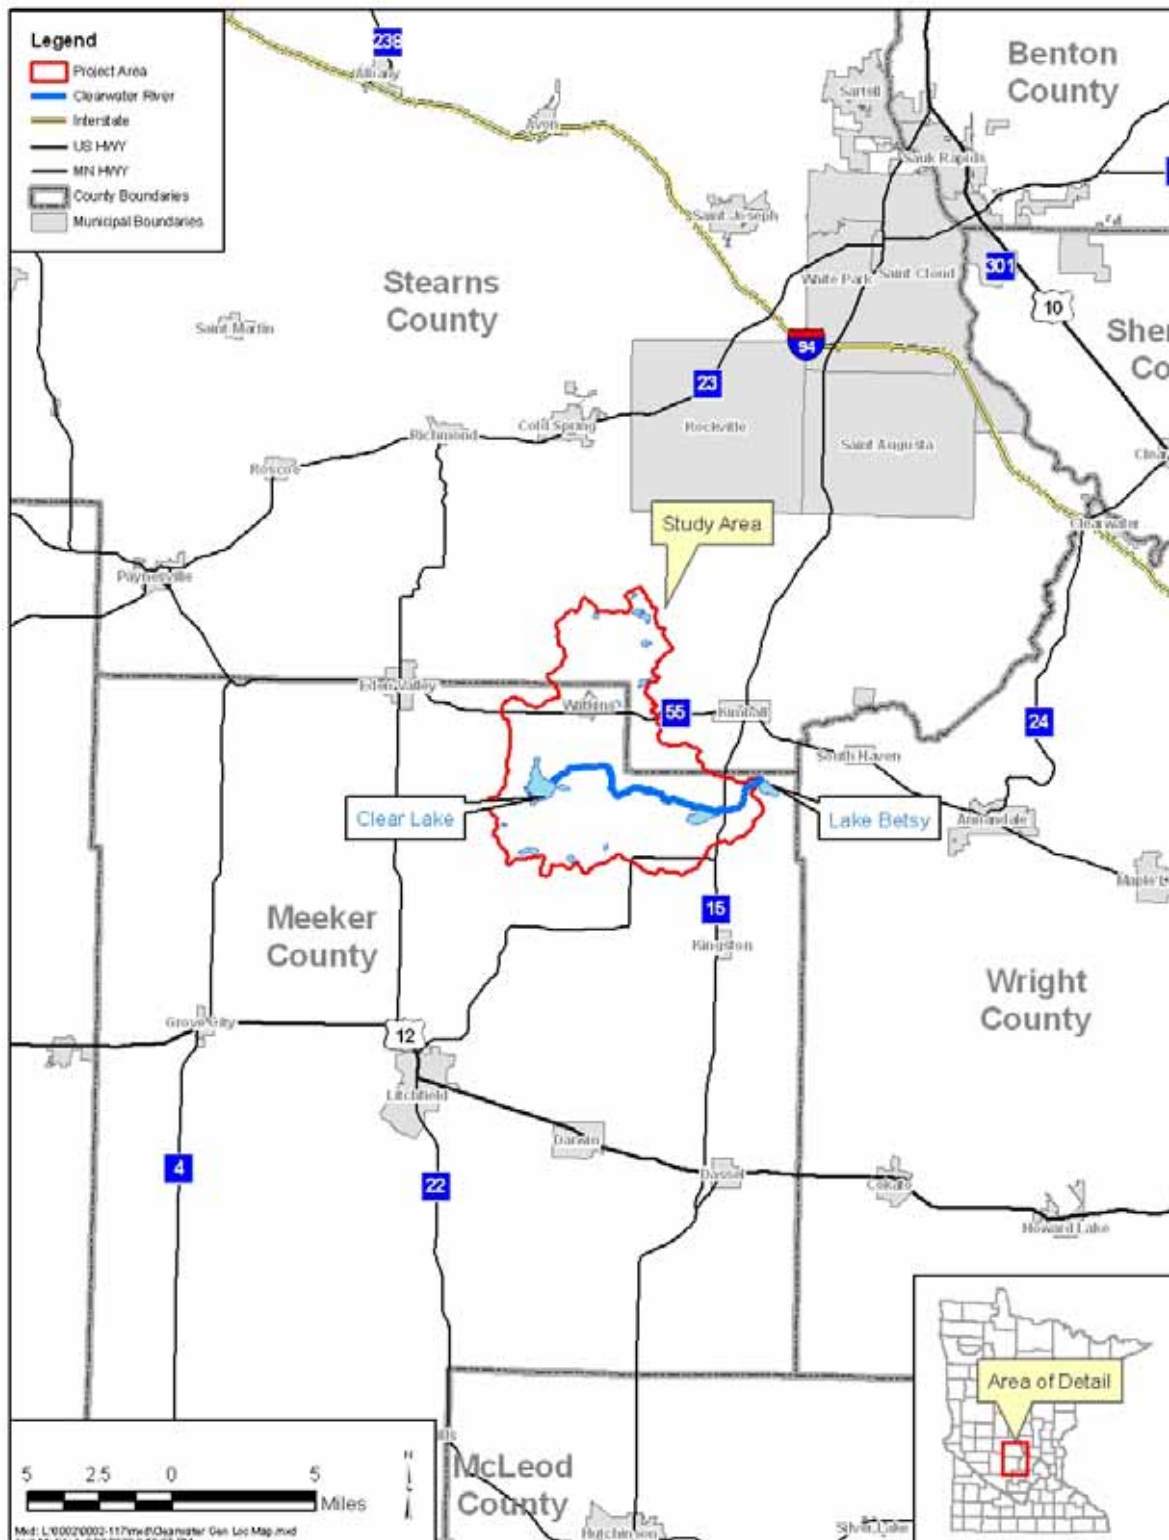 Legend
Project Area
Clearwater River
Interstate
US HWY
MN HWY
County Boundaries
Municipal Boundaries
238
Albany
Avon
Benton
County
Sartell
Sauk Rapids
Saint Joseph
Stearns
County
Saint Martin
White Park
Saint Cloud
301
10
94
23
Cold Spring
Richmond
Rockville
Saint Augusta
Roscoe
Study Area
Clearwater
Paynesville
Eden Valley
Watkins
55
Kimball
24
South Haven
Clear Lake
Lake Betsy
Annandale
Meeker
County
15
Kingston
Wright
County
Grove City
12
Litchfield
Darwin
Dassel
Cokato
Howard Lake
4
22
Area of Detail
McLeod
County
Hutchinson
Silver Lake
5 2.5 0 5
Miles
N